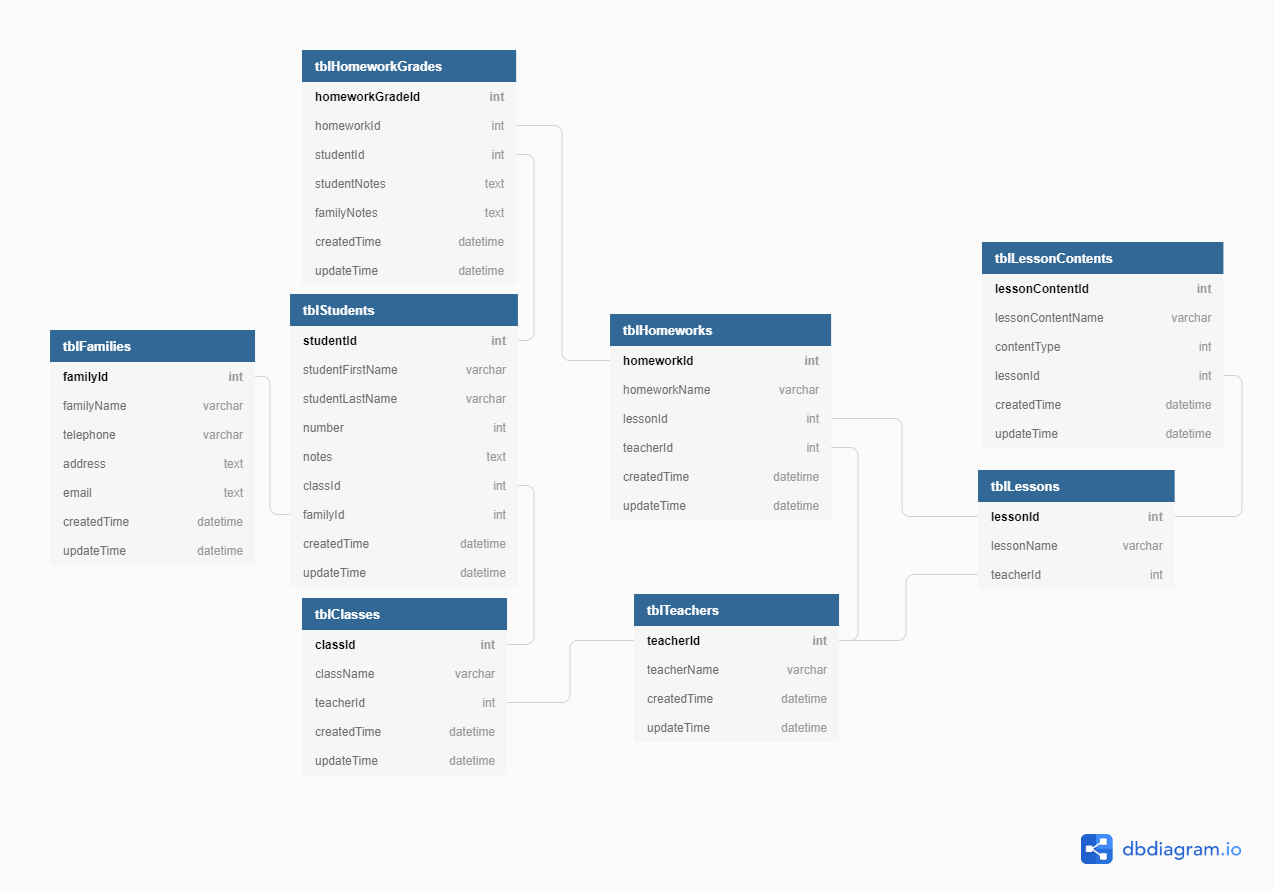 tblHomeworkGrades
homeworkGradeId int
homeworkId int
studentId int
studentNotes text
familyNotes text
createdTime datetime
updateTime datetime
tblStudents
studentId int
studentFirstName varchar
studentLastName varchar
number int
notes text
classId int
familyId int
createdTime datetime
updateTime datetime
tblFamilies
familyId int
familyName varchar
telephone varchar
address text
email text
createdTime datetime
updateTime datetime
tblClasses
classId int
className varchar
teacherId int
createdTime datetime
updateTime datetime
tblHomeworks
homeworkId int
homeworkName varchar
lessonId int
teacherId int
createdTime datetime
updateTime datetime
tblTeachers
teacherId int
teacherName varchar
createdTime datetime
updateTime datetime
tblLessonContents
lessonContentId int
lessonContentName varchar
contentType int
lessonId int
createdTime datetime
updateTime datetime
tblLessons
lessonId int
lessonName varchar
teacherId int
dbdiagram.io